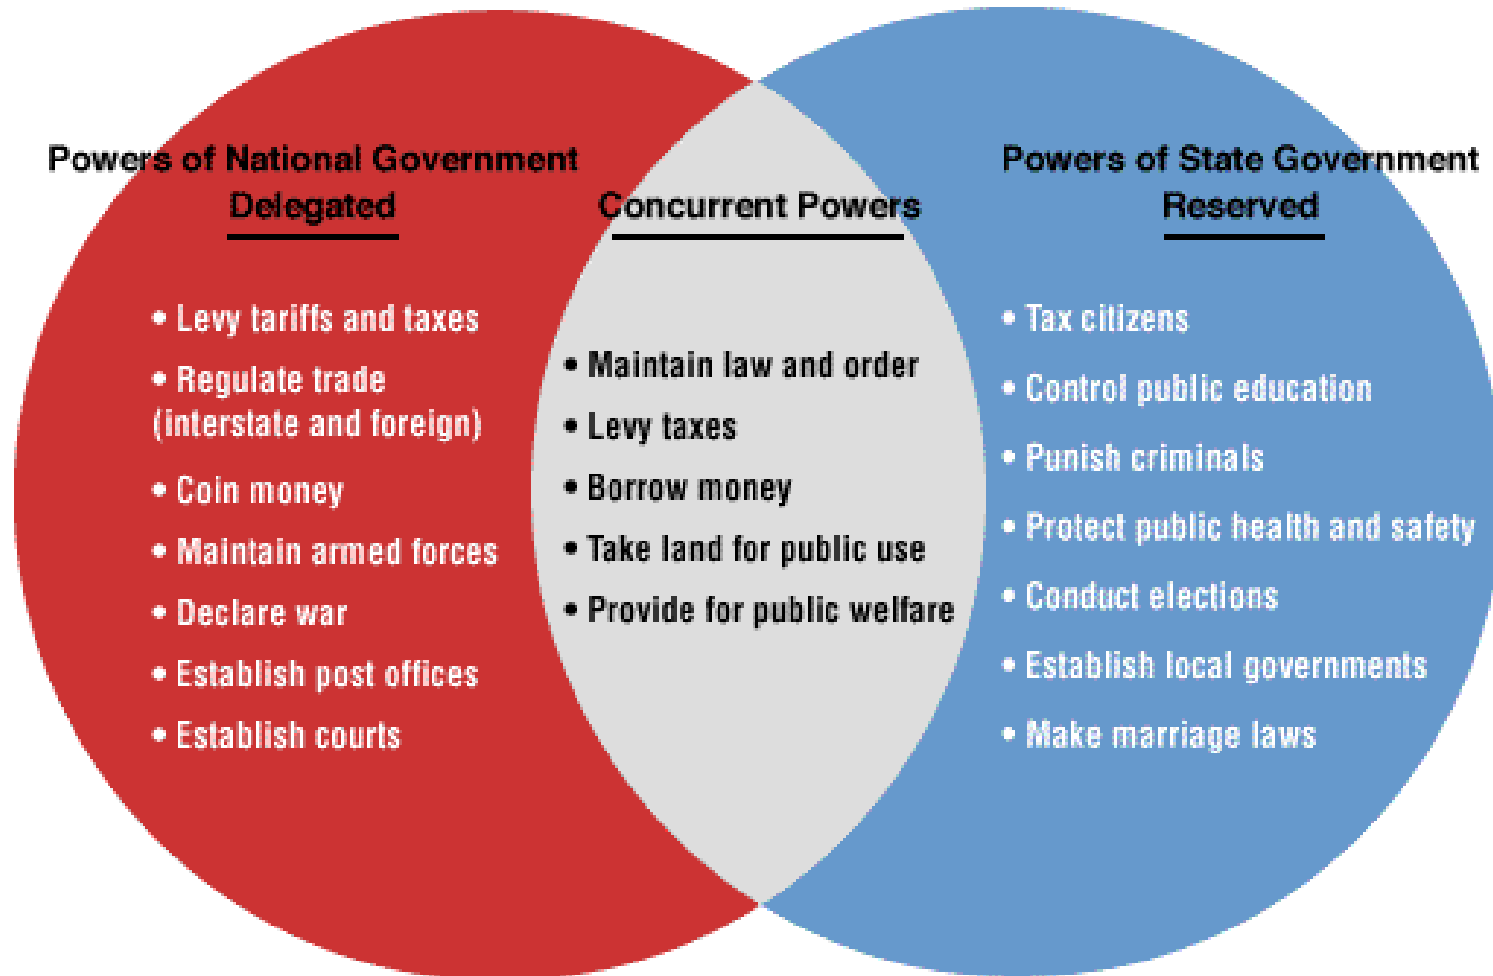 Powers of National Government
Delegated
• Levy tariffs and taxes
• Regulate trade
(interstate and foreign)
• Coin money
• Maintain armed forces
• Declare war
• Establish post offices
• Establish courts
Concurrent Powers
• Maintain law and order
• Levy taxes
• Borrow money
• Take land for public use
• Provide for public welfare
Powers of State Government
Reserved
• Tax citizens
• Control public education
• Punish criminals
• Protect public health and safety
• Conduct elections
• Establish local governments
• Make marriage laws